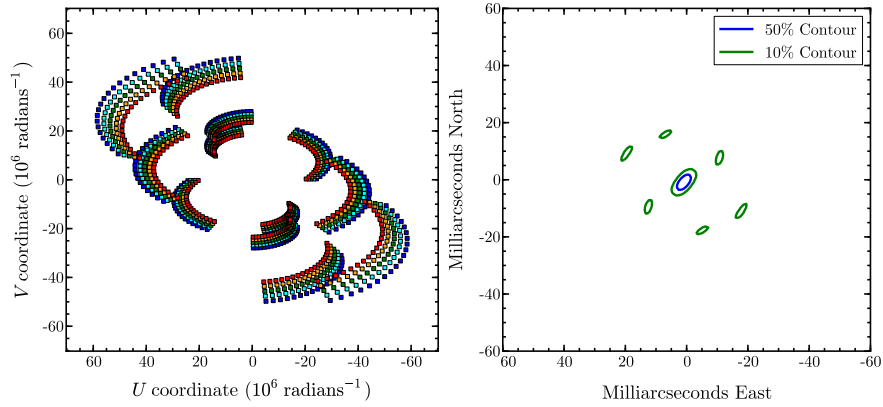 60
40
20
0
-20
-40
-60
60 40 20 0 -20 -40 -60
V coordinate (10⁶ radians⁻¹)
U coordinate (10⁶ radians⁻¹)
50% Contour
10% Contour
60
40
20
0
-20
-40
-60
60 40 20 0 -20 -40 -60
Milliarcseconds North
Milliarcseconds East